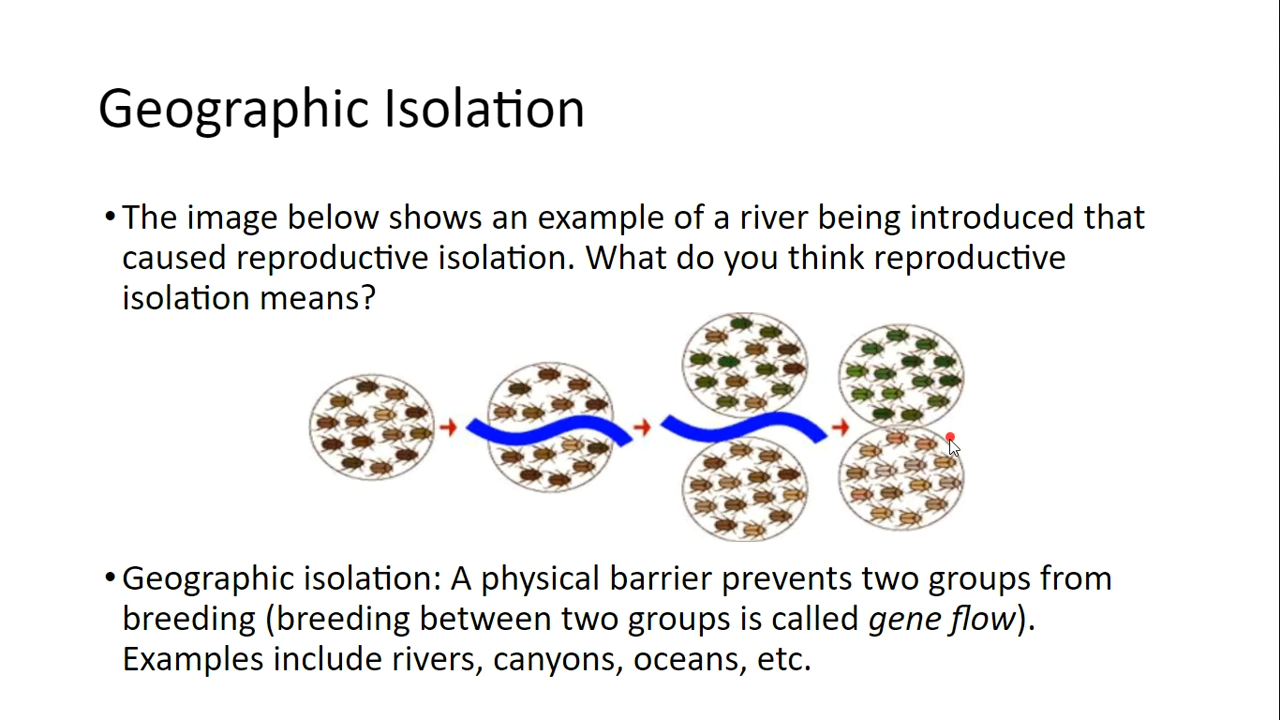 Geographic Isolation
• The image below shows an example of a river being introduced that
caused reproductive isolation. What do you think reproductive
isolation means?
• Geographic isolation: A physical barrier prevents two groups from
breeding (breeding between two groups is called gene flow).
Examples include rivers, canyons, oceans, etc.